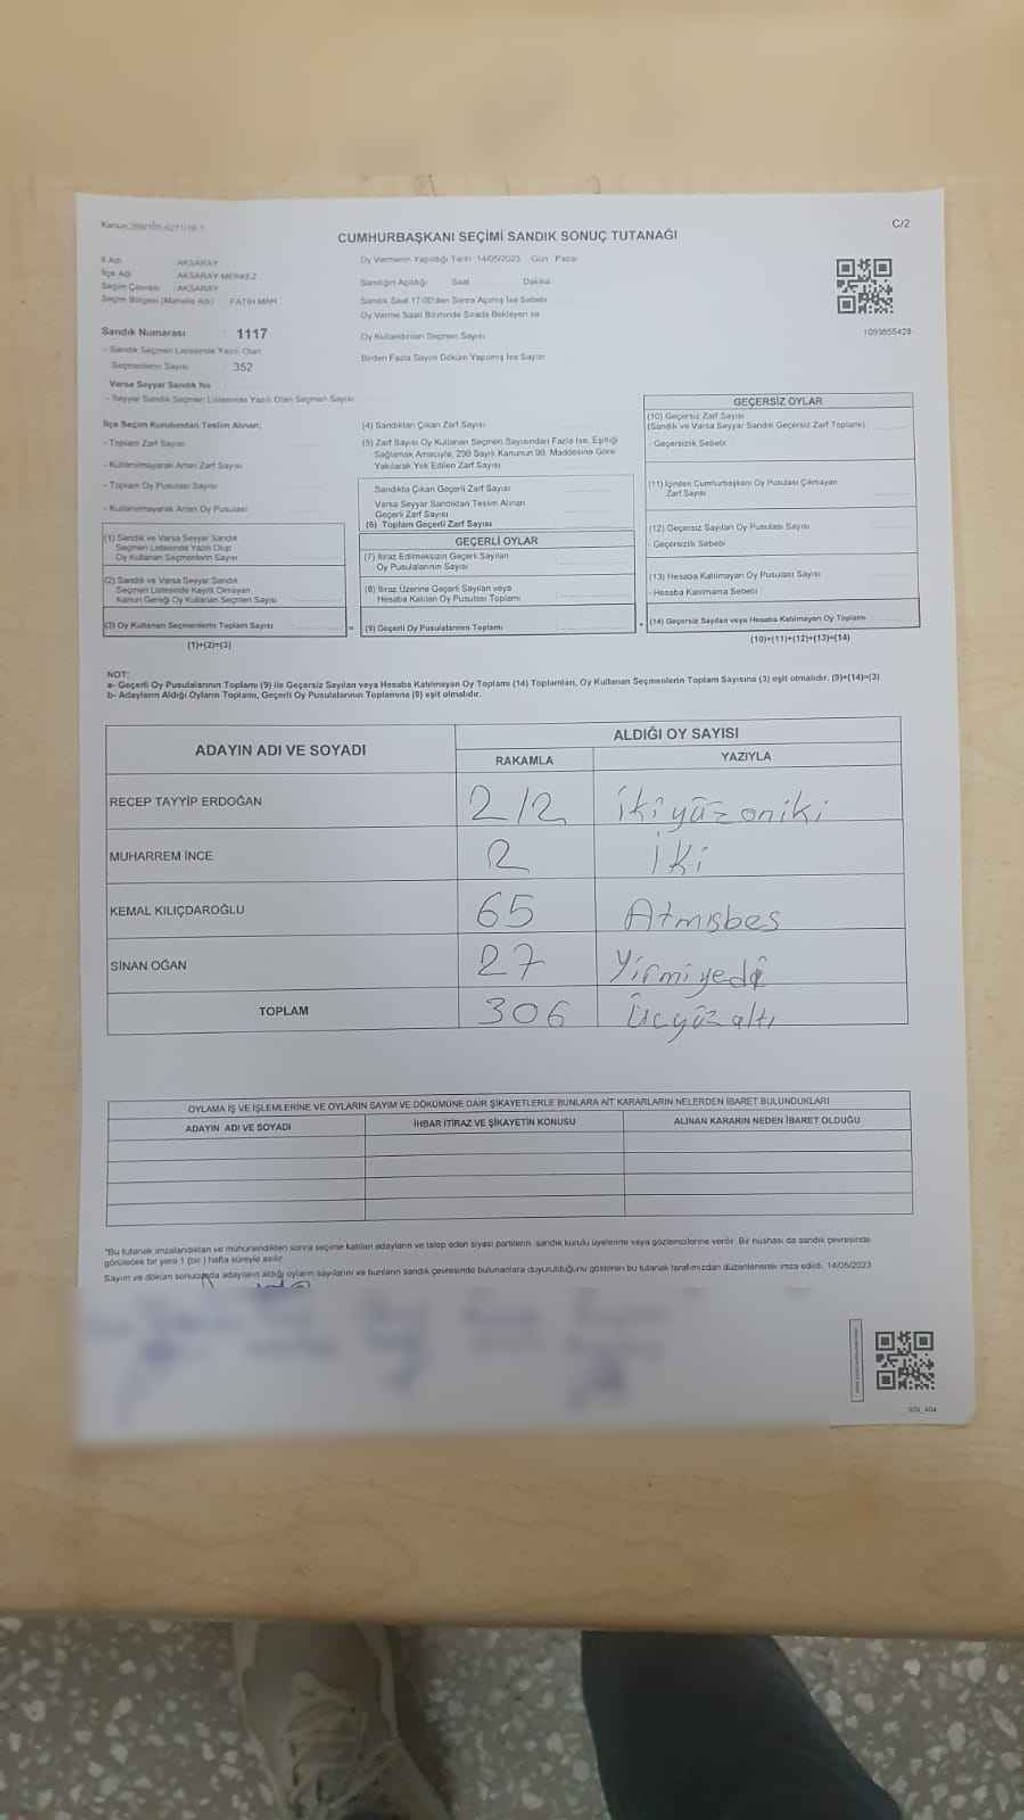 C/2
CUMHURBAŞKANI SEÇİMİ SANDIK SONUÇ TUTANAĞI
İl Adı AKSARAY
İlçe Adı AKSARAY MERKEZ
Seçim Çevresi AKSARAY
Seçim Bölgesi (Mahalle Adı) FATİH MAH.
Oy Vermenin Yapıldığı Tarih 14/05/2023 Gün Pazar
Sandığın Açıldığı Saat Dakika
Sandık Saat 17:00'den Sonra Açılmış İse Sebebi
Oy Verme Saati Bitiminde Sırada Bekleyen ve
Oy Kullandırılan Seçmen Sayısı
Birden Fazla Sayım Döküm Yapılmış İse Sayısı
1093855428
Sandık Numarası 1117
- Sandık Seçmen Listesinde Yazılı Olan
Seçmenlerin Sayısı 352
Varsa Seyyar Sandık No
- Seyyar Sandık Seçmen Listesinde Yazılı Olan Seçmen Sayısı
İlçe Seçim Kurulundan Teslim Alınan;
- Toplam Zarf Sayısı
- Kullanılmayarak Artan Zarf Sayısı
- Toplam Oy Pusulası Sayısı
- Kullanılmayarak Artan Oy Pusulası
(1) Sandık ve Varsa Seyyar Sandık
Seçmen Listesinde Yazılı Olup
Oy Kullanan Seçmenlerin Sayısı
(2) Sandık ve Varsa Seyyar Sandık
Seçmen Listesinde Kayıtlı Olmayan
Kanun Gereği Oy Kullanan Seçmen Sayısı
(3) Oy Kullanan Seçmenlerin Toplam Sayısı
(1)+(2)=(3)
(4) Sandıktan Çıkan Zarf Sayısı
(5) Zarf Sayısı Oy Kullanan Seçmen Sayısından Fazla İse, Eşitliği
Sağlamak Amacıyla, 298 Sayılı Kanunun 98. Maddesine Göre
Yakılarak Yok Edilen Zarf Sayısı
Sandıkta Çıkan Geçerli Zarf Sayısı
Varsa Seyyar Sandıktan Teslim Alınan
Geçerli Zarf Sayısı
(6) Toplam Geçerli Zarf Sayısı
GEÇERLİ OYLAR
(7) İtiraz Edilmeksizin Geçerli Sayılan
Oy Pusulalarının Sayısı
(8) İtiraz Üzerine Geçerli Sayılan veya
Hesaba Katılan Oy Pusulası Toplamı
= (9) Geçerli Oy Pusulalarının Toplamı
GEÇERSİZ OYLAR
(10) Geçersiz Zarf Sayısı
(Sandık ve Varsa Seyyar Sandık Geçersiz Zarf Toplamı)
- Geçersizlik Sebebi
(11) İçinden Cumhurbaşkanı Oy Pusulası Çıkmayan
Zarf Sayısı
(12) Geçersiz Sayılan Oy Pusulası Sayısı
- Geçersizlik Sebebi
(13) Hesaba Katılmayan Oy Pusulası Sayısı
- Hesaba Katılmama Sebebi
+ (14) Geçersiz Sayılan veya Hesaba Katılmayan Oy Toplamı
(10)+(11)+(12)+(13)=(14)
NOT:
a- Geçerli Oy Pusulalarının Toplamı (9) ile Geçersiz Sayılan veya Hesaba Katılmayan Oy Toplamı (14) Toplamları, Oy Kullanan Seçmenlerin Toplam Sayısına (3) eşit olmalıdır. (9)+(14)=(3)
b- Adayların Aldığı Oyların Toplamı, Geçerli Oy Pusulalarının Toplamına (9) eşit olmalıdır.
ADAYIN ADI VE SOYADI
ALDIĞI OY SAYISI
RAKAMLA YAZIYLA
RECEP TAYYİP ERDOĞAN 212 ikiyüzoniki
MUHARREM İNCE 2 iki
KEMAL KILIÇDAROĞLU 65 Atmışbes
SİNAN OĞAN 27 Yirmiyedi
TOPLAM 306 Ücyüzaltı
OYLAMA İŞ VE İŞLEMLERİNE VE OYLARIN SAYIM VE DÖKÜMÜNE DAİR ŞİKAYETLERLE BUNLARA AİT KARARLARIN NELERDEN İBARET BULUNDUKLARI
ADAYIN ADI VE SOYADI İHBAR İTİRAZ VE ŞİKAYETİN KONUSU ALINAN KARARIN NEDEN İBARET OLDUĞU
*Bu tutanak imzalandıktan ve mühürlendikten sonra seçime katılan adayların ve talep eden siyasi partilerin sandık kurulu üyelerine veya gözlemcilerine verilir. Bir nüshası da sandık çevresinde
görülecek bir yere 1 (bir) hafta süreyle asılır.
Sayım ve döküm sonucunda adayların aldığı oyların sayılarını ve bunların sandık çevresinde bulunanlara duyurulduğunu gösteren bu tutanak tarafımızdan düzenlenerek imza edildi. 14/05/2023